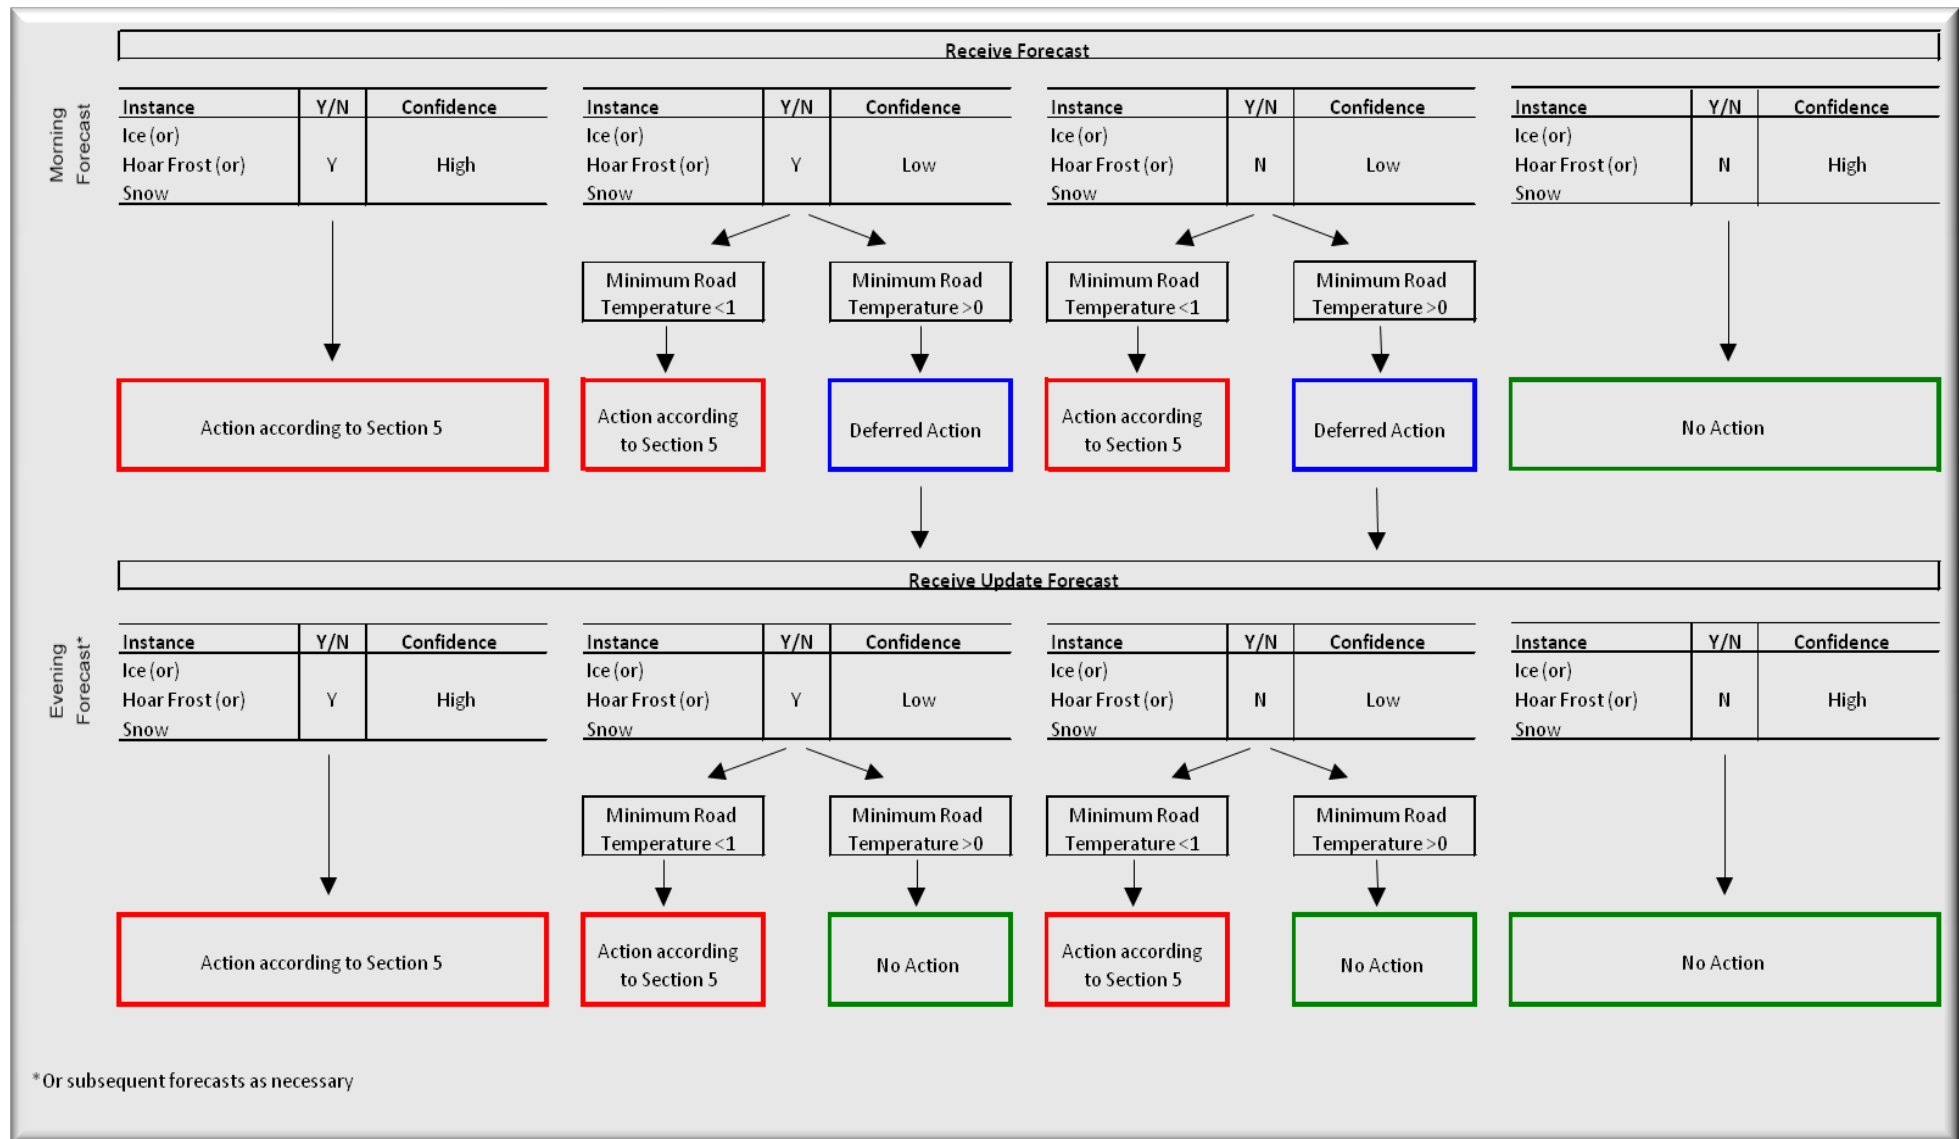 Receive Forecast
Morning
Forecast
Instance Y/N Confidence
Ice (or)
Hoar Frost (or) Y High
Snow
Instance Y/N Confidence
Ice (or)
Hoar Frost (or) Y Low
Snow
Instance Y/N Confidence
Ice (or)
Hoar Frost (or) N Low
Snow
Instance Y/N Confidence
Ice (or)
Hoar Frost (or) N High
Snow
Minimum Road
Temperature <1
Minimum Road
Temperature >0
Minimum Road
Temperature <1
Minimum Road
Temperature >0
Action according to Section 5
Action according
to Section 5
Deferred Action
Action according
to Section 5
Deferred Action
No Action
Receive Update Forecast
Evening
Forecast*
Instance Y/N Confidence
Ice (or)
Hoar Frost (or) Y High
Snow
Instance Y/N Confidence
Ice (or)
Hoar Frost (or) Y Low
Snow
Instance Y/N Confidence
Ice (or)
Hoar Frost (or) N Low
Snow
Instance Y/N Confidence
Ice (or)
Hoar Frost (or) N High
Snow
Minimum Road
Temperature <1
Minimum Road
Temperature >0
Minimum Road
Temperature <1
Minimum Road
Temperature >0
Action according to Section 5
Action according
to Section 5
No Action
Action according
to Section 5
No Action
No Action
*Or subsequent forecasts as necessary